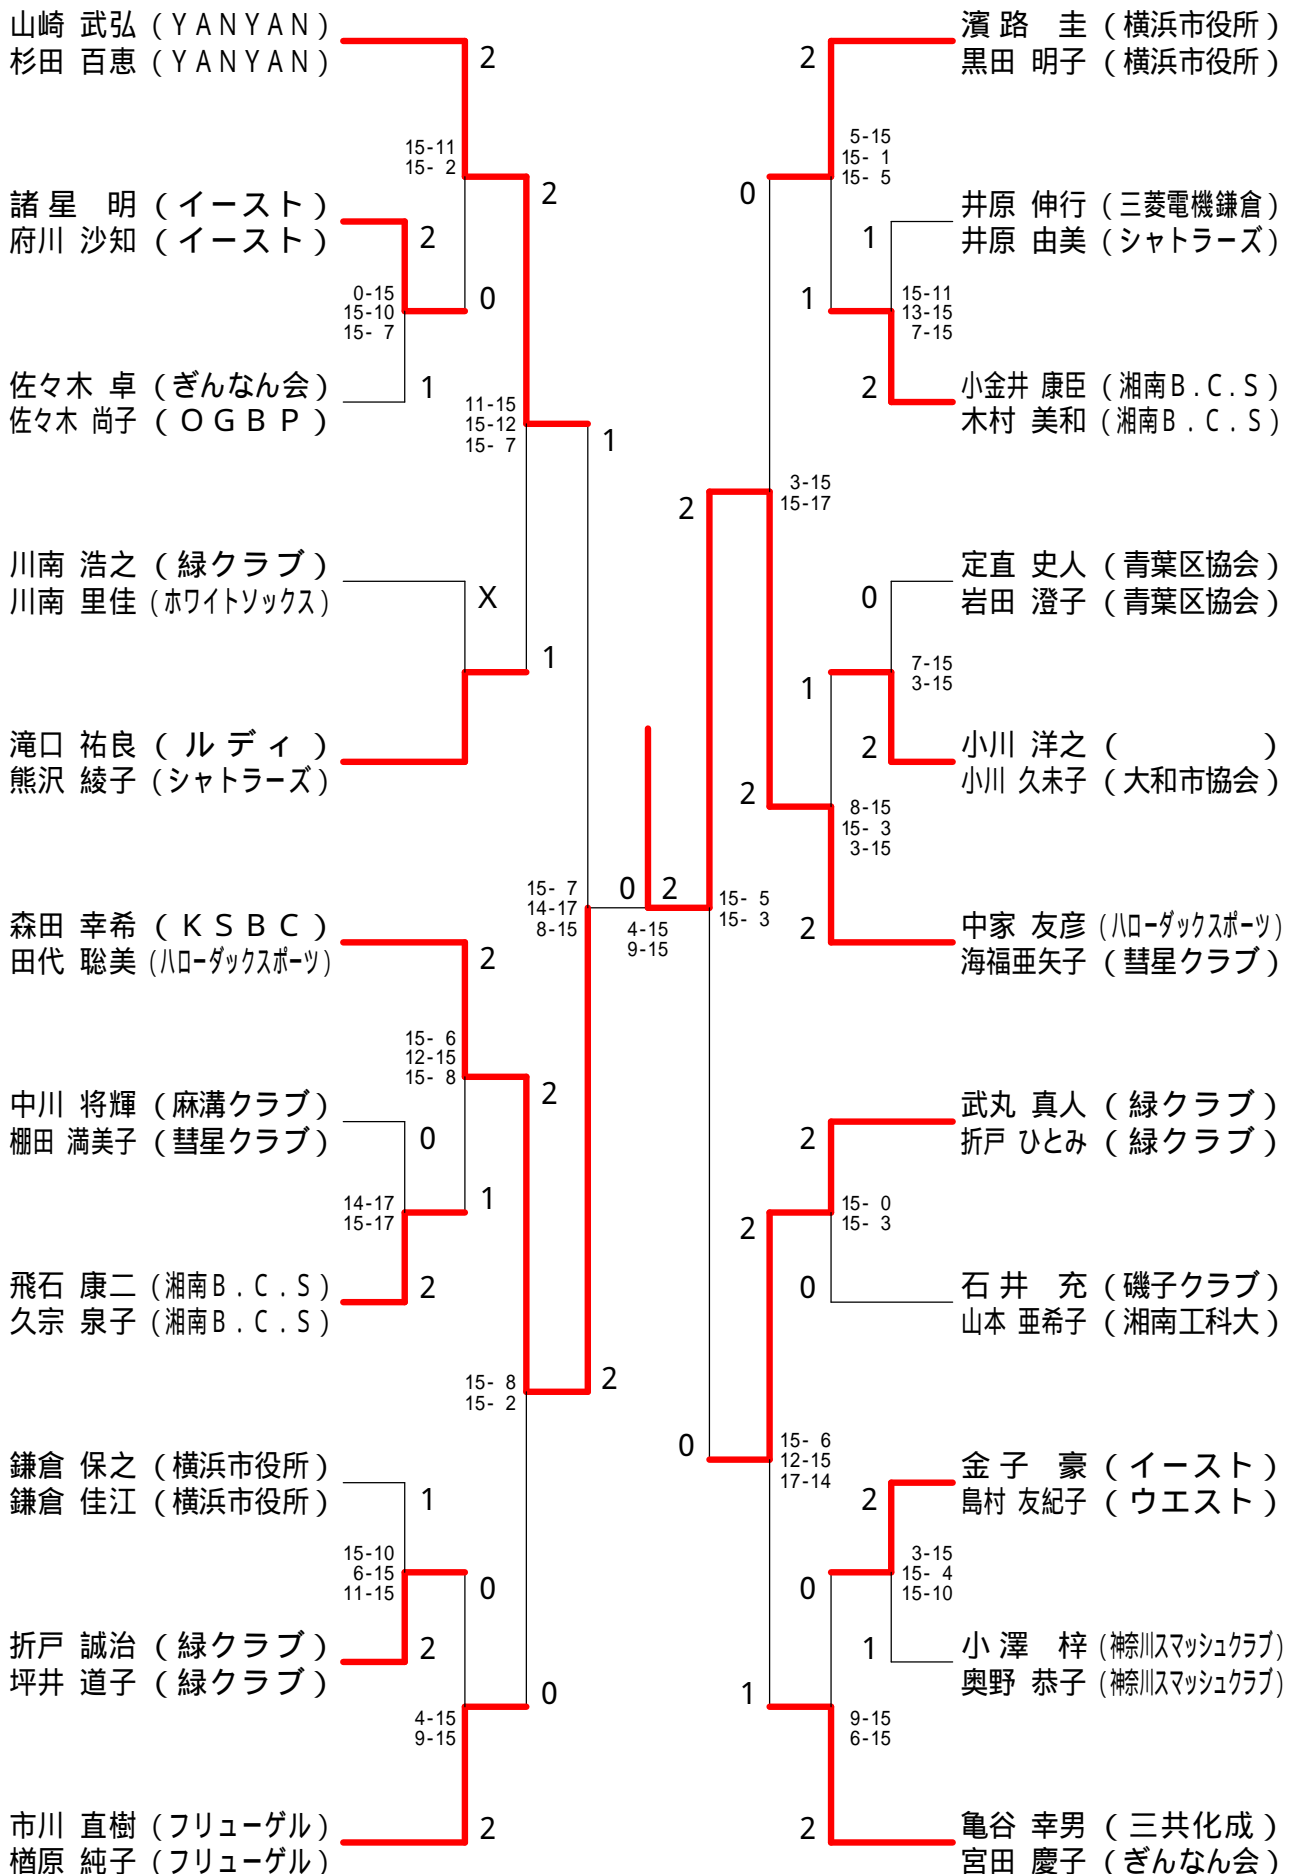 山崎 武弘 (ＹＡＮＹＡＮ)
杉田 百恵 (ＹＡＮＹＡＮ)
2
15-11
15- 2
2
諸 星 明 (イースト)
府川 沙知 (イースト)
2
0-15
15-10
15- 7
0
佐々木 卓 (ぎんなん会)
佐々木 尚子 (ＯＧＢＰ)
1
11-15
15-12
15- 7
1
川南 浩之 (緑クラブ)
川南 里佳 (ホワイトソックス)
X
1
滝口 祐良 (ルディ)
熊沢 綾子 (シャトラーズ)
15- 7
14-17
8-15
0
2
4-15
9-15
森田 幸希 (ＫＳＢＣ)
田代 聡美 (ハローダックスポーツ)
2
15- 6
12-15
15- 8
2
中川 将輝 (麻溝クラブ)
棚田 満美子 (彗星クラブ)
0
14-17
15-17
1
飛石 康二 (湘南Ｂ.Ｃ.Ｓ)
久宗 泉子 (湘南Ｂ.Ｃ.Ｓ)
2
15- 8
15- 2
2
鎌倉 保之 (横浜市役所)
鎌倉 佳江 (横浜市役所)
1
15-10
6-15
11-15
0
折戸 誠治 (緑クラブ)
坪井 道子 (緑クラブ)
2
0
4-15
9-15
市川 直樹 (フリューゲル)
楢原 純子 (フリューゲル)
2
濱 路 圭 (横浜市役所)
黒田 明子 (横浜市役所)
2
5-15
15- 1
15- 5
0
井原 伸行 (三菱電機鎌倉)
井原 由美 (シャトラーズ)
1
1
15-11
13-15
7-15
小金井 康臣 (湘南Ｂ.Ｃ.Ｓ)
木村 美和 (湘南Ｂ.Ｃ.Ｓ)
2
3-15
15-17
2
定直 史人 (青葉区協会)
岩田 澄子 (青葉区協会)
0
7-15
3-15
1
小川 洋之 ( )
小川 久未子 (大和市協会)
2
2
8-15
15- 3
3-15
15- 5
15- 3
中家 友彦 (ハローダックスポーツ)
海福亜矢子 (彗星クラブ)
2
武丸 真人 (緑クラブ)
折戸 ひとみ (緑クラブ)
2
15- 0
15- 3
2
石 井 充 (磯子クラブ)
山本 亜希子 (湘南工科大)
0
0
15- 6
12-15
17-14
金 子 豪 (イースト)
島村 友紀子 (ウエスト)
2
3-15
15- 4
15-10
0
小 澤 梓 (神奈川スマッシュクラブ)
奥野 恭子 (神奈川スマッシュクラブ)
1
1
9-15
6-15
亀谷 幸男 (三共化成)
宮田 慶子 (ぎんなん会)
2